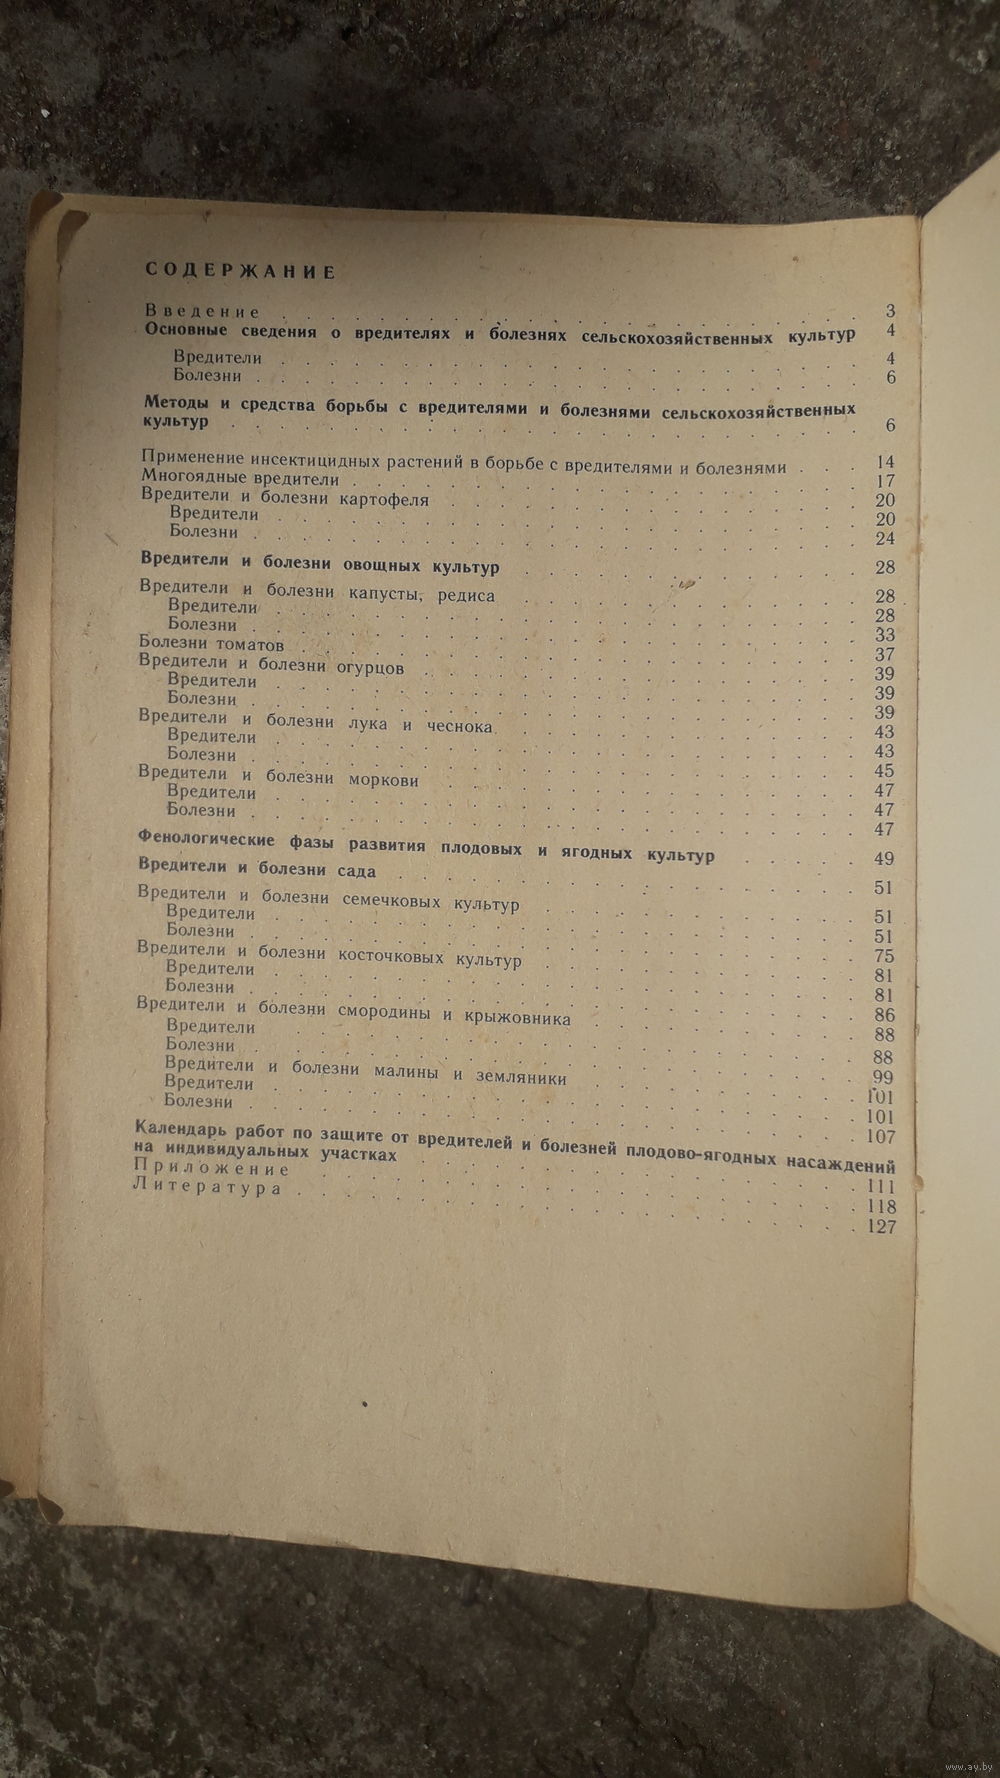 СОДЕРЖАНИЕ
Введение . . . . . . . . . . . . . . . . 3
Основные сведения о вредителях и болезнях сельскохозяйственных культур 4
Вредители . . . . . . . . . . . . . . . . 4
Болезни . . . . . . . . . . . . . . . . 6
Методы и средства борьбы с вредителями и болезнями сельскохозяйственных
культур . . . . . . . . . . . . . . . . 6
Применение инсектицидных растений в борьбе с вредителями и болезнями . . . 14
Многоядные вредители . . . . . . . . . . . . . 17
Вредители и болезни картофеля . . . . . . . . . . . 20
Вредители . . . . . . . . . . . . . . . . 20
Болезни . . . . . . . . . . . . . . . . 24
Вредители и болезни овощных культур . . . . . . . . . 28
Вредители и болезни капусты, редиса . . . . . . . . . 28
Вредители . . . . . . . . . . . . . . . . 28
Болезни . . . . . . . . . . . . . . . . 33
Болезни томатов . . . . . . . . . . . . . . 37
Вредители и болезни огурцов . . . . . . . . . . . 39
Вредители . . . . . . . . . . . . . . . . 39
Болезни . . . . . . . . . . . . . . . . 39
Вредители и болезни лука и чеснока . . . . . . . . . 43
Вредители . . . . . . . . . . . . . . . . 43
Болезни . . . . . . . . . . . . . . . . 45
Вредители и болезни моркови . . . . . . . . . . . 47
Вредители . . . . . . . . . . . . . . . . 47
Болезни . . . . . . . . . . . . . . . . 47
Фенологические фазы развития плодовых и ягодных культур . . . . . 49
Вредители и болезни сада . . . . . . . . . . . . 51
Вредители и болезни семечковых культур . . . . . . . . 51
Вредители . . . . . . . . . . . . . . . . 51
Болезни . . . . . . . . . . . . . . . . 75
Вредители и болезни косточковых культур . . . . . . . . 81
Вредители . . . . . . . . . . . . . . . . 81
Болезни . . . . . . . . . . . . . . . . 86
Вредители и болезни смородины и крыжовника . . . . . . . 88
Вредители . . . . . . . . . . . . . . . . 88
Болезни . . . . . . . . . . . . . . . . 99
Вредители и болезни малины и земляники . . . . . . . . 101
Вредители . . . . . . . . . . . . . . . . 101
Болезни . . . . . . . . . . . . . . . . 107
Календарь работ по защите от вредителей и болезней плодово-ягодных насаждений
на индивидуальных участках . . . . . . . . . . . 111
Приложение . . . . . . . . . . . . . . . 118
Литература . . . . . . . . . . . . . . . 127
www.ay.by